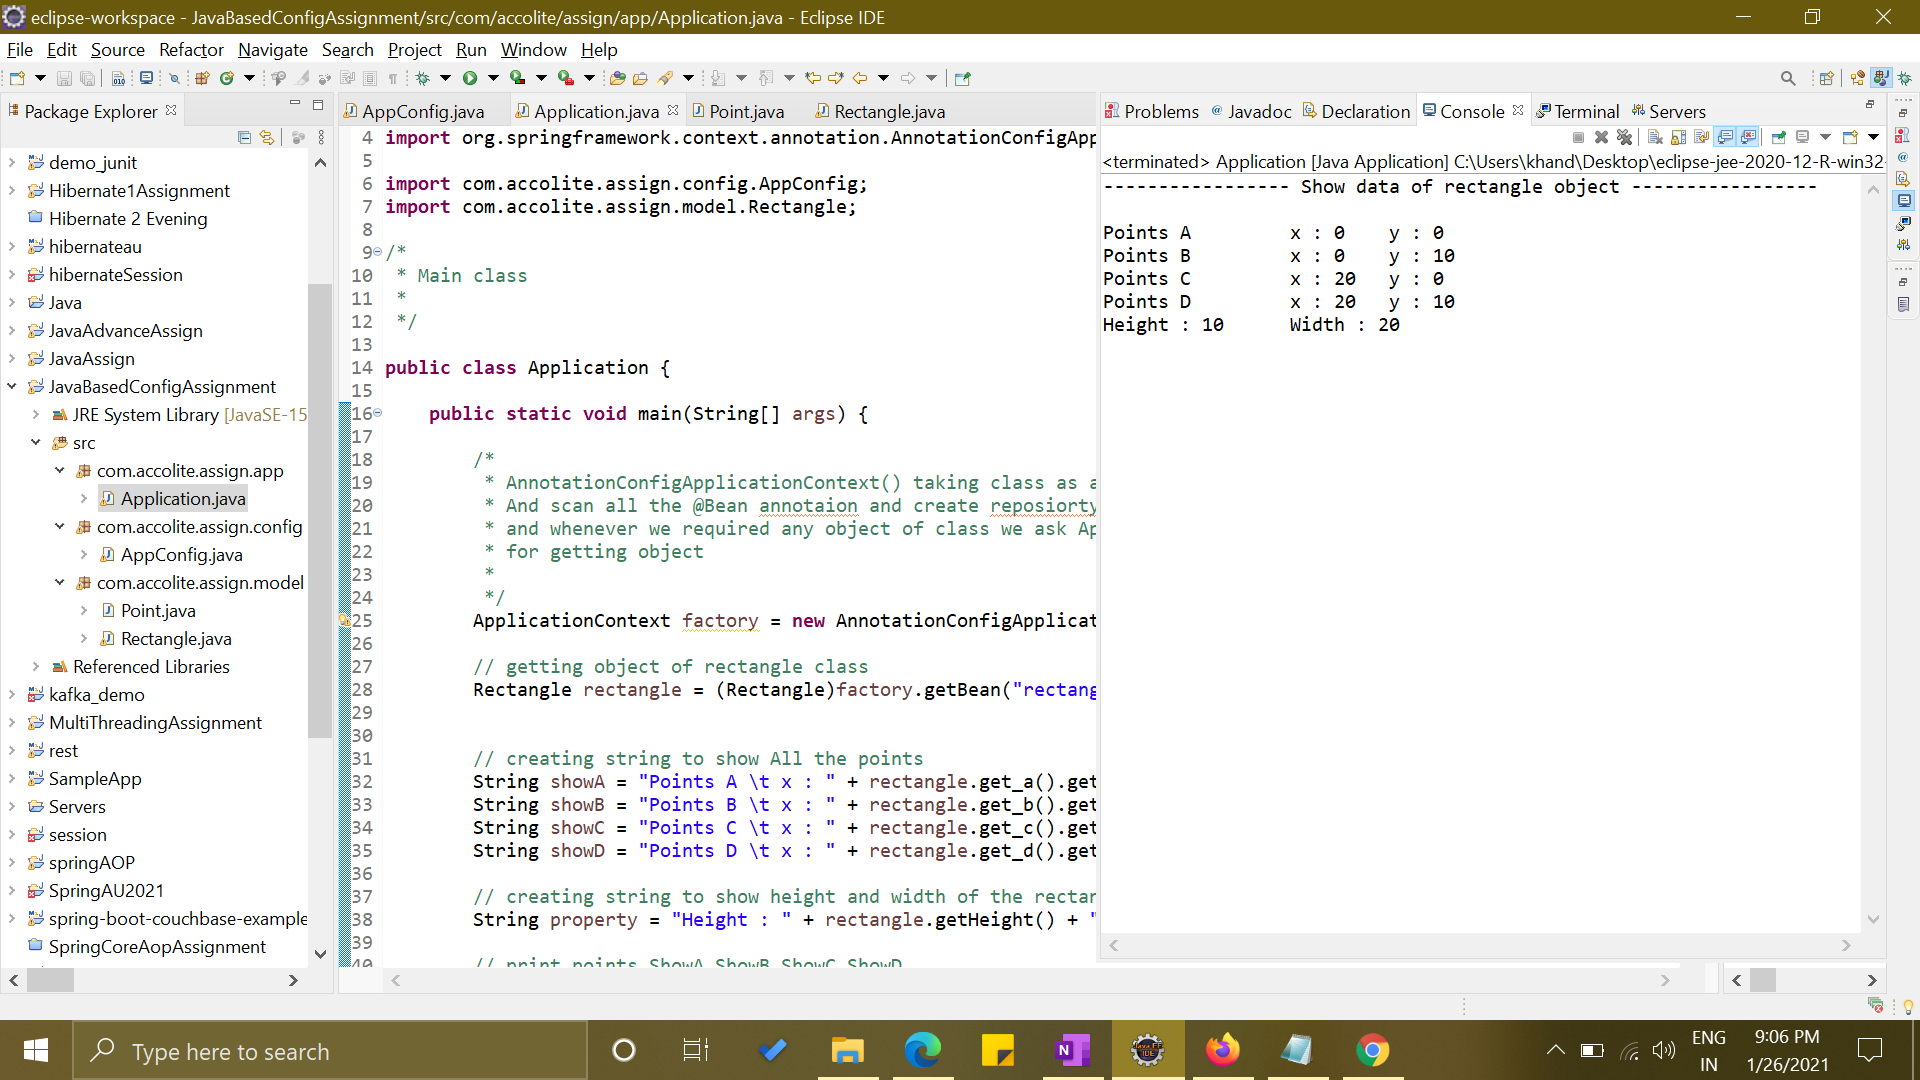 eclipse-workspace - JavaBasedConfigAssignment/src/com/accolite/assign/app/Application.java - Eclipse IDE
File Edit Source Refactor Navigate Search Project Run Window Help
Package Explorer
demo_junit
Hibernate1Assignment
Hibernate 2 Evening
hibernateau
hibernateSession
Java
JavaAdvanceAssign
JavaAssign
JavaBasedConfigAssignment
JRE System Library [JavaSE-15
src
com.accolite.assign.app
Application.java
com.accolite.assign.config
AppConfig.java
com.accolite.assign.model
Point.java
Rectangle.java
Referenced Libraries
kafka_demo
MultiThreadingAssignment
rest
SampleApp
Servers
session
springAOP
SpringAU2021
spring-boot-couchbase-example
SpringCoreAopAssignment
AppConfig.java Application.java Point.java Rectangle.java
4 import org.springframework.context.annotation.AnnotationConfigApp
5
6 import com.accolite.assign.config.AppConfig;
7 import com.accolite.assign.model.Rectangle;
8
9 /*
10 * Main class
11 *
12 */
13
14 public class Application {
15
16 public static void main(String[] args) {
17
18 /*
19 * AnnotationConfigApplicationContext() taking class as a
20 * And scan all the @Bean annotaion and create reposiorty
21 * and whenever we required any object of class we ask Ap
22 * for getting object
23 *
24 */
25 ApplicationContext factory = new AnnotationConfigApplicat
26
27 // getting object of rectangle class
28 Rectangle rectangle = (Rectangle)factory.getBean("rectang
29
30
31 // creating string to show All the points
32 String showA = "Points A \t x : " + rectangle.get_a().get
33 String showB = "Points B \t x : " + rectangle.get_b().get
34 String showC = "Points C \t x : " + rectangle.get_c().get
35 String showD = "Points D \t x : " + rectangle.get_d().get
36
37 // creating string to show height and width of the rectan
38 String property = "Height : " + rectangle.getHeight() + "
39
40 // print points ShowA ShowB ShowC ShowD
Problems Javadoc Declaration Console Terminal Servers
<terminated> Application [Java Application] C:\Users\khand\Desktop\eclipse-jee-2020-12-R-win32-
----------------- Show data of rectangle object -----------------
Points A x : 0 y : 0
Points B x : 0 y : 10
Points C x : 20 y : 0
Points D x : 20 y : 10
Height : 10 Width : 20
Type here to search
ENG
IN
9:06 PM
1/26/2021